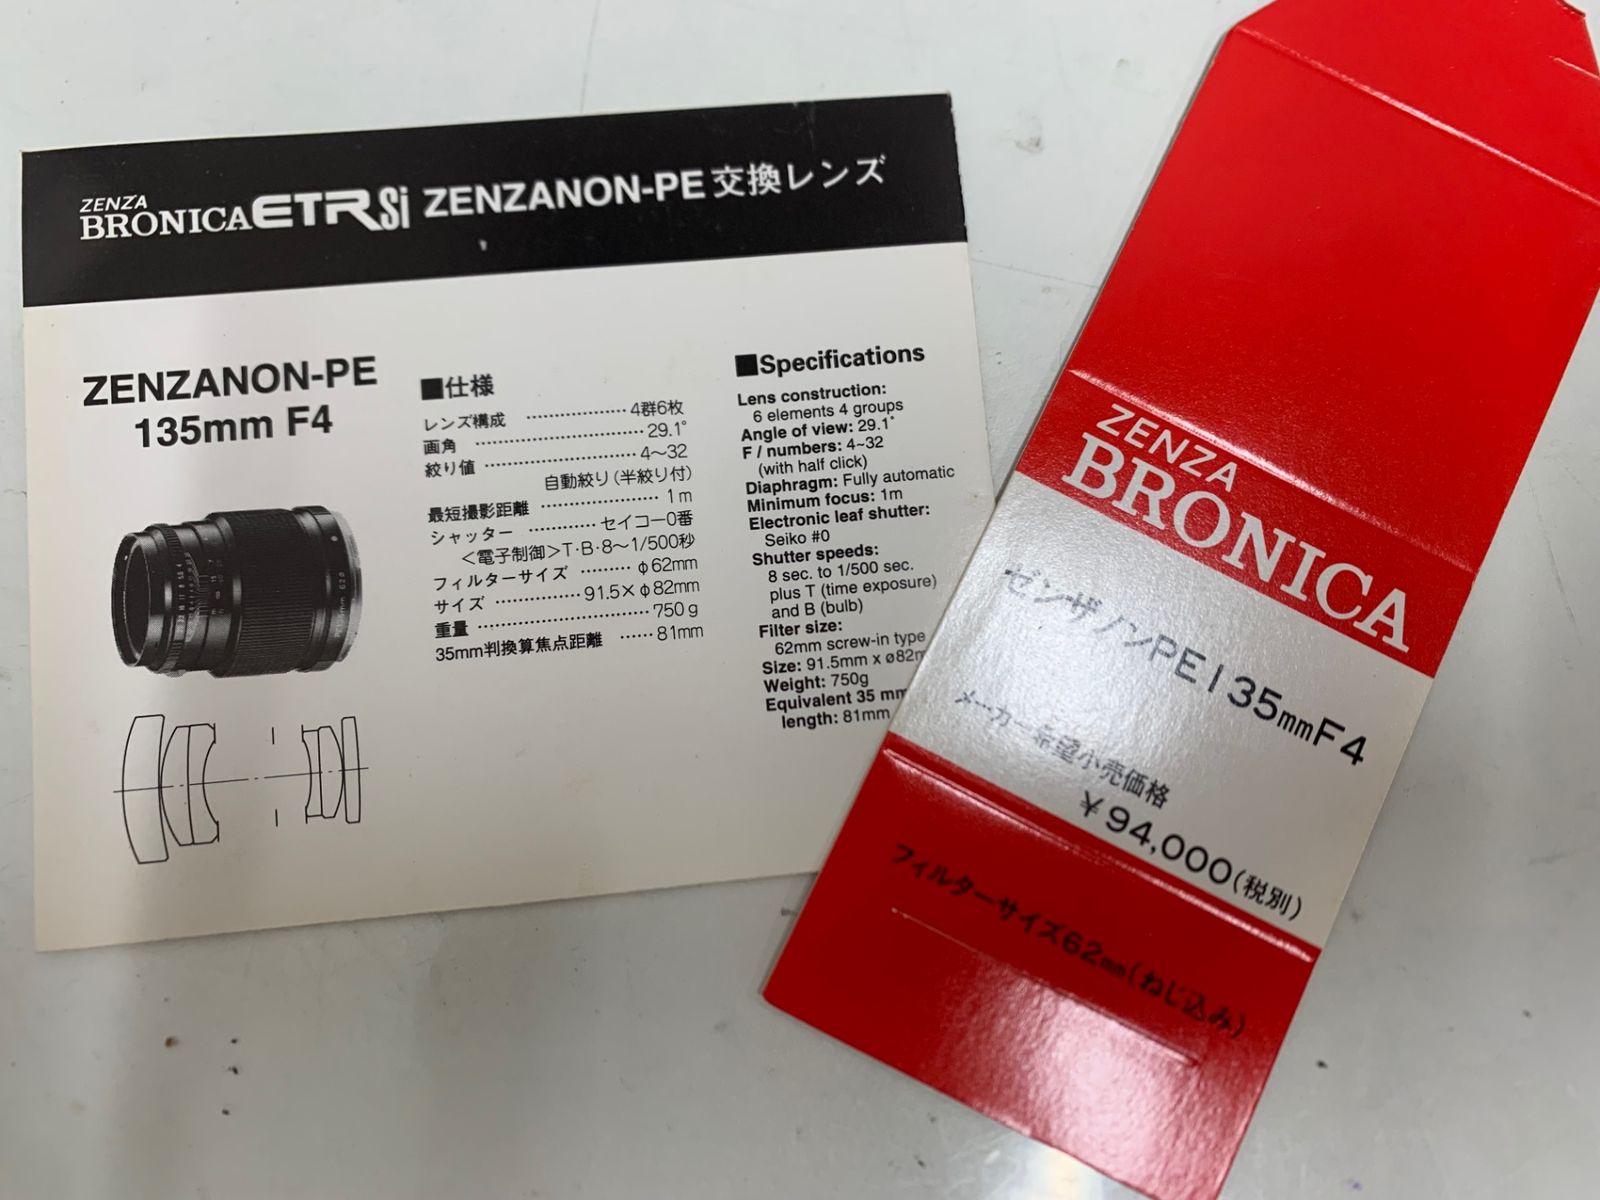 ZENZA
BRONICA ETRSi ZENZANON-PE 交換レンズ
ZENZANON-PE
135mm F4
■仕様
レンズ構成 ………………… 4群6枚
画角 …………………………… 29.1°
絞り値 ………………………… 4〜32
自動絞り(半絞り付)
最短撮影距離 ………………… 1m
シャッター ………… セイコー0番
<電子制御>T・B・8〜1/500秒
フィルターサイズ ……… φ62mm
サイズ …………… 91.5×φ82mm
重量 …………………………… 750g
35mm判換算焦点距離 …… 81mm
■Specifications
Lens construction:
6 elements 4 groups
Angle of view: 29.1°
F / numbers: 4~32
(with half click)
Diaphragm: Fully automatic
Minimum focus: 1m
Electronic leaf shutter:
Seiko #0
Shutter speeds:
8 sec. to 1/500 sec.
plus T (time exposure)
and B (bulb)
Filter size:
62mm screw-in type
Size: 91.5mm x ø82m
Weight: 750g
Equivalent 35 mm
length: 81mm
ZENZA
BRONICA
ゼンザノンPE135mmF4
メーカー希望小売価格
¥94,000(税別)
フィルターサイズ62mm(ねじ込み)